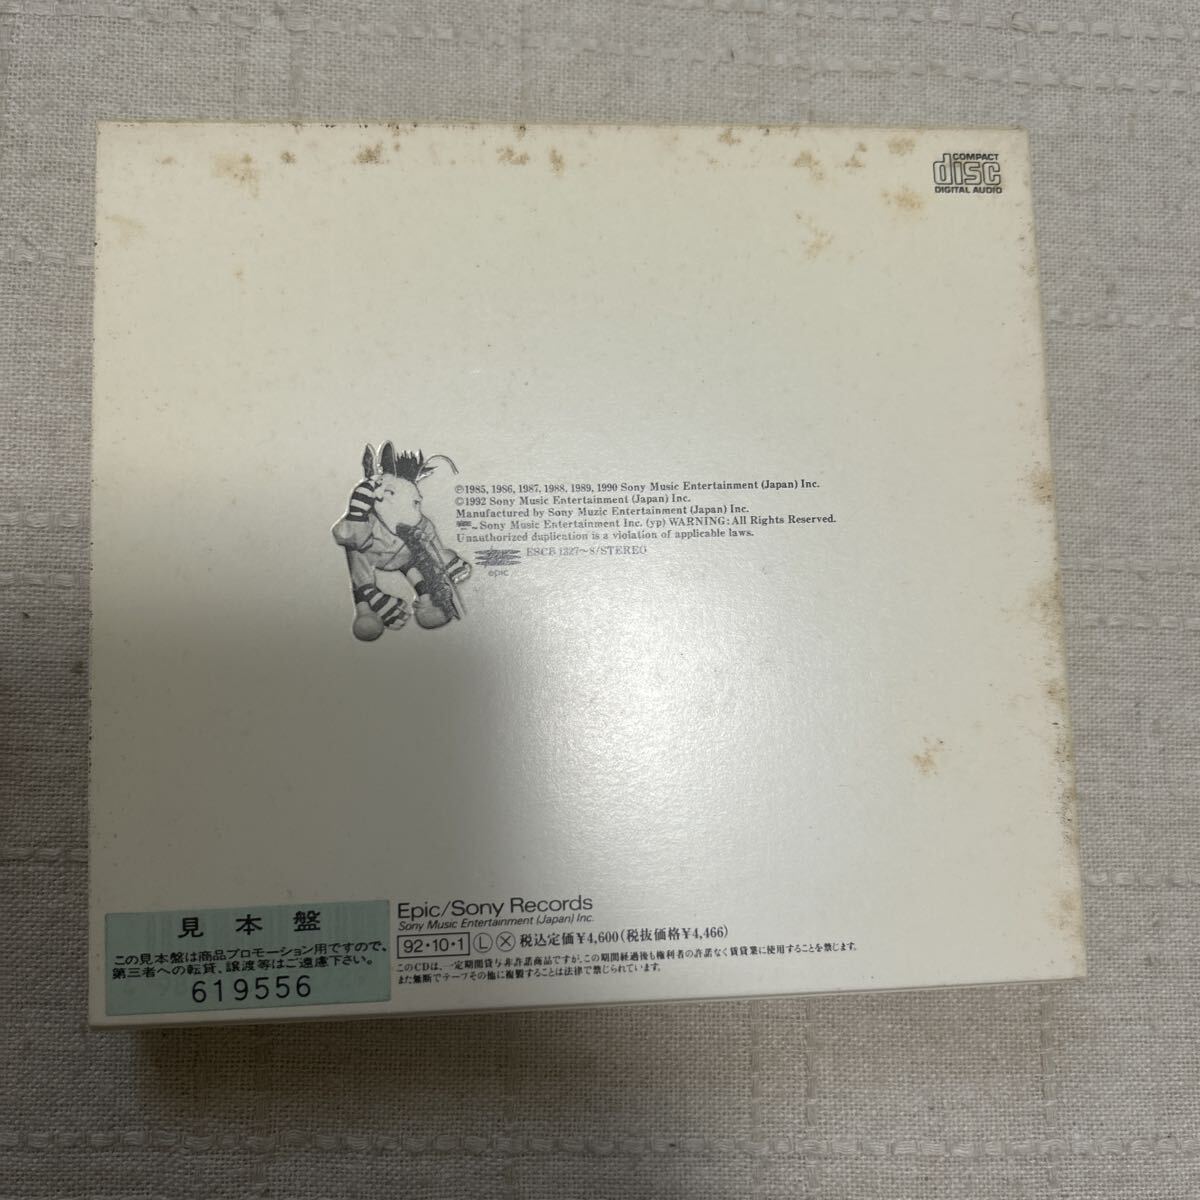 COMPACT
disc
DIGITAL AUDIO
Ⓟ1985, 1986, 1987, 1988, 1989, 1990 Sony Music Entertainment (Japan) Inc.
©1992 Sony Music Entertainment (Japan) Inc.
Manufactured by Sony Muzic Entertainment (Japan) Inc.
Sony Music Entertainment Inc. (yp) WARNING: All Rights Reserved.
Unauthorized duplication is a violation of applicable laws.
ESCB 1327~8/STEREO
epic
Epic/Sony Records
Sony Music Entertainment (Japan) Inc.
92・10・1 Ⓛ Ⓧ 税込定価¥4,600(税抜価格¥4,466)
このCDは、一定期間貸与非許諾商品ですが、この期間経過後も権利者の許諾なく賃貸業に使用することを禁じます。
また無断でテープその他に複製することは法律で禁じられています。
見本盤
この見本盤は商品プロモーション用ですので、
第三者への転貸、譲渡等はご遠慮下さい。
619556